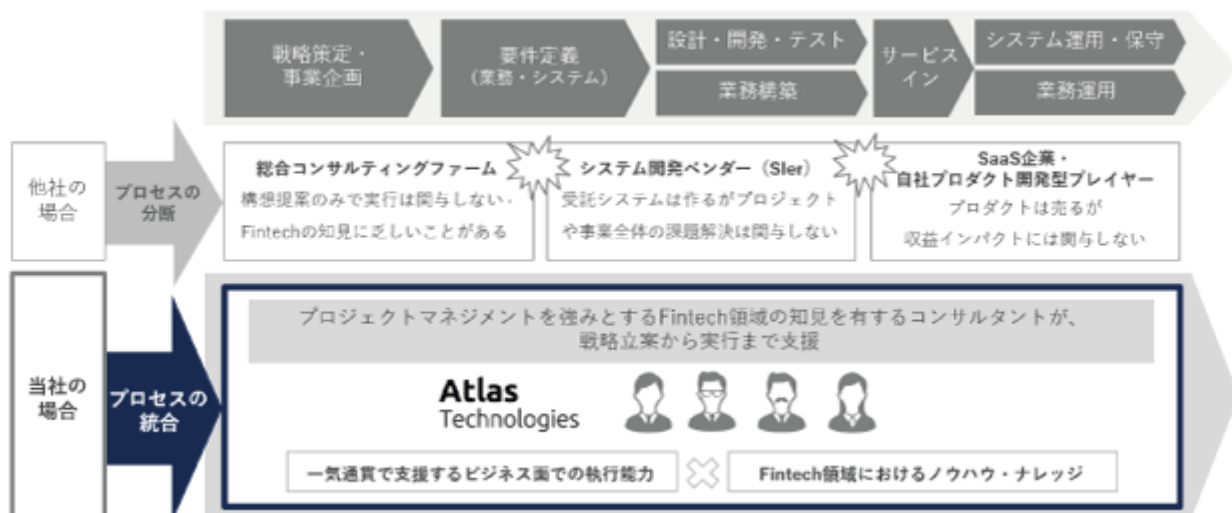 戦略策定・
事業企画
要件定義
(業務・システム)
設計・開発・テスト
業務構築
サービス
イン
システム運用・保守
業務運用
他社の
場合
プロセスの
分断
総合コンサルティングファーム
構想提案のみで実行は関与しない・
Fintechの知見に乏しいことがある
システム開発ベンダー（SIer）
受託システムは作るがプロジェクト
や事業全体の課題解決は関与しない
SaaS企業・
自社プロダクト開発型プレイヤー
プロダクトは売るが
収益インパクトには関与しない
当社の
場合
プロセスの
統合
プロジェクトマネジメントを強みとするFintech領域の知見を有するコンサルタントが、
戦略立案から実行まで支援
Atlas
Technologies
一気通貫で支援するビジネス面での執行能力
Fintech領域におけるノウハウ・ナレッジ